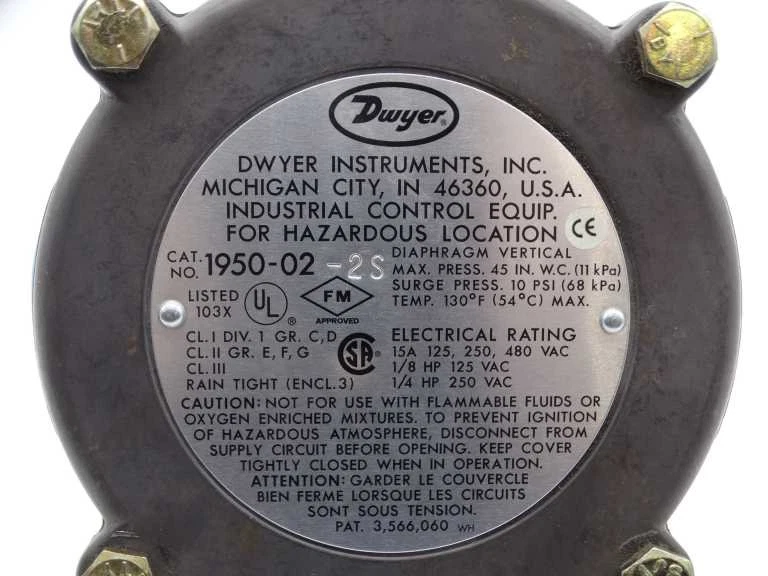 Dwyer®
DWYER INSTRUMENTS, INC.
MICHIGAN CITY, IN 46360, U.S.A.
INDUSTRIAL CONTROL EQUIP.
FOR HAZARDOUS LOCATION CE
CAT. NO. 1950-02 -2S
DIAPHRAGM VERTICAL
MAX. PRESS. 45 IN. W.C. (11 kPa)
SURGE PRESS. 10 PSI (68 kPa)
TEMP. 130°F (54°C) MAX.
LISTED
103X
UL ®
FM
APPROVED
CL. I DIV. 1 GR. C, D
CL. II GR. E, F, G
CL. III
RAIN TIGHT (ENCL.3)
SA
ELECTRICAL RATING
15A 125, 250, 480 VAC
1/8 HP 125 VAC
1/4 HP 250 VAC
CAUTION: NOT FOR USE WITH FLAMMABLE FLUIDS OR
OXYGEN ENRICHED MIXTURES. TO PREVENT IGNITION
OF HAZARDOUS ATMOSPHERE, DISCONNECT FROM
SUPPLY CIRCUIT BEFORE OPENING. KEEP COVER
TIGHTLY CLOSED WHEN IN OPERATION.
ATTENTION: GARDER LE COUVERCLE
BIEN FERME LORSQUE LES CIRCUITS
SONT SOUS TENSION.
PAT. 3,566,060 WH